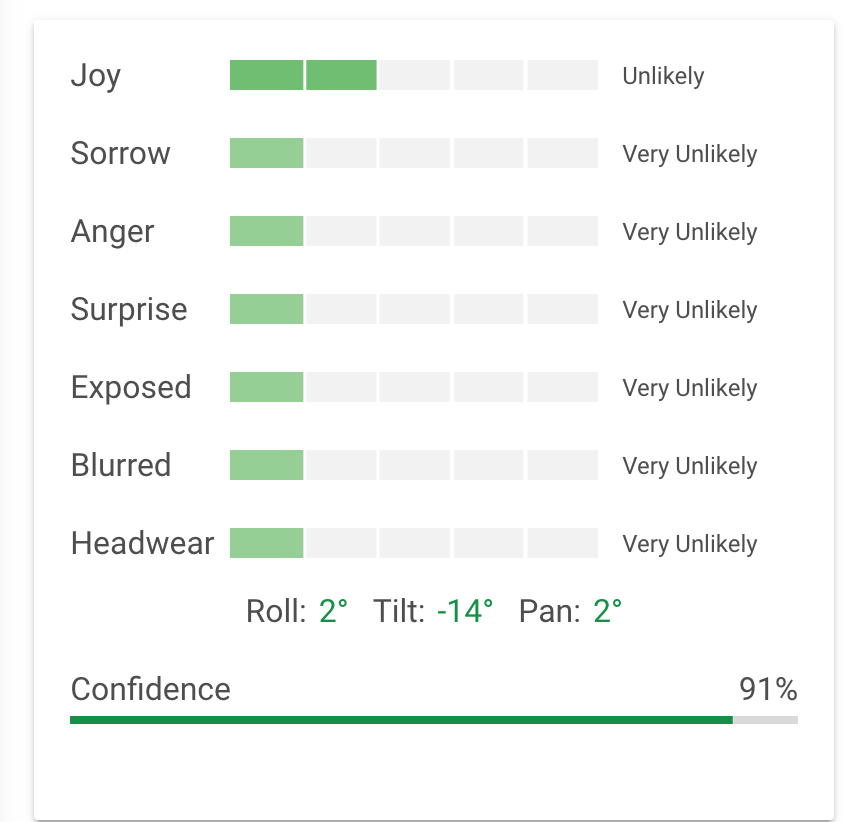 Joy Unlikely
Sorrow Very Unlikely
Anger Very Unlikely
Surprise Very Unlikely
Exposed Very Unlikely
Blurred Very Unlikely
Headwear Very Unlikely
Roll: 2° Tilt: -14° Pan: 2°
Confidence 91%